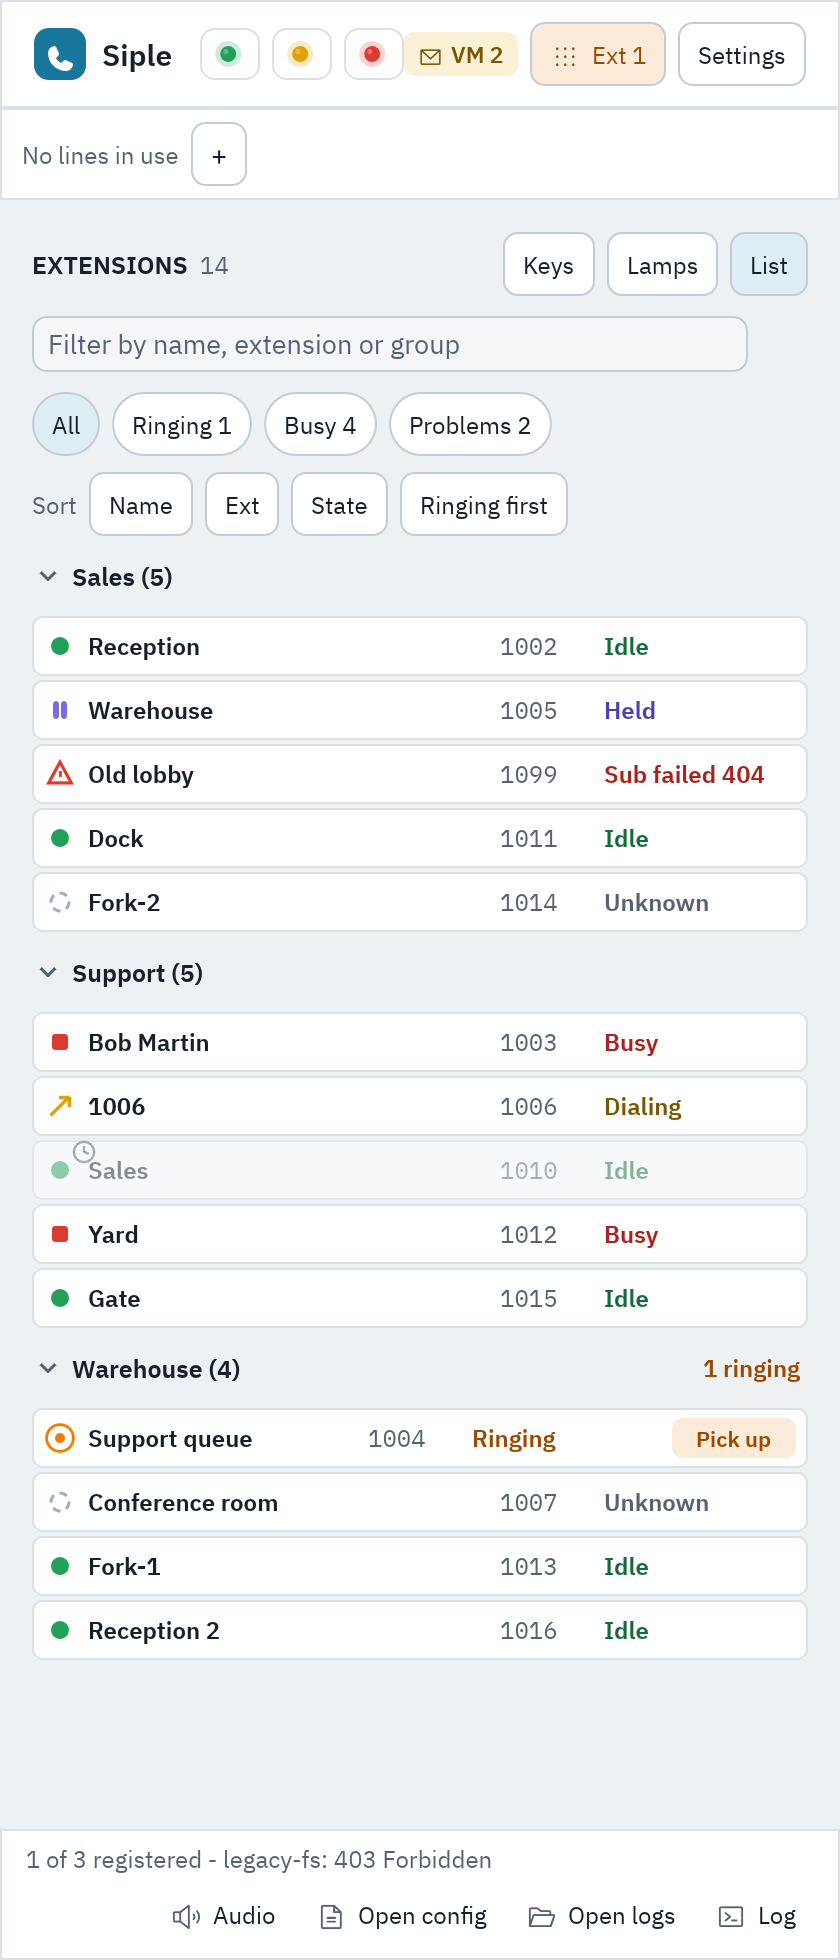 Siple VM 2 Ext 1 Settings
No lines in use +
EXTENSIONS 14 Keys Lamps List
Filter by name, extension or group
All Ringing 1 Busy 4 Problems 2
Sort Name Ext State Ringing first
Sales (5)
Reception 1002 Idle
Warehouse 1005 Held
Old lobby 1099 Sub failed 404
Dock 1011 Idle
Fork-2 1014 Unknown
Support (5)
Bob Martin 1003 Busy
1006 1006 Dialing
Sales 1010 Idle
Yard 1012 Busy
Gate 1015 Idle
Warehouse (4) 1 ringing
Support queue 1004 Ringing Pick up
Conference room 1007 Unknown
Fork-1 1013 Idle
Reception 2 1016 Idle
1 of 3 registered - legacy-fs: 403 Forbidden
Audio Open config Open logs Log